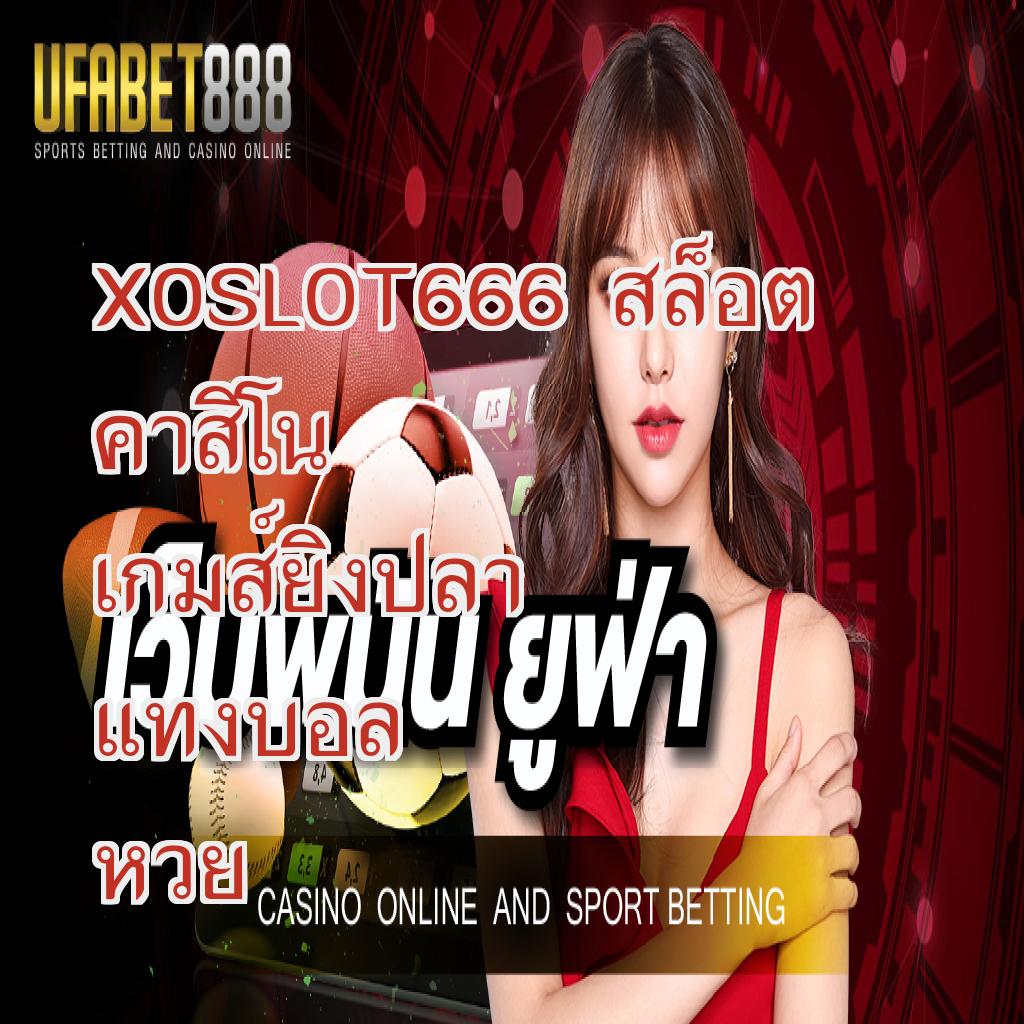 UFABET888
SPORTS BETTING AND CASINO ONLINE
XOSLOT666 สล็อต
คาสิโน
เกมส์ยิงปลา
เว็บพนัน ยูฟ่า
แทงบอล
หวย
CASINO ONLINE AND SPORT BETTING